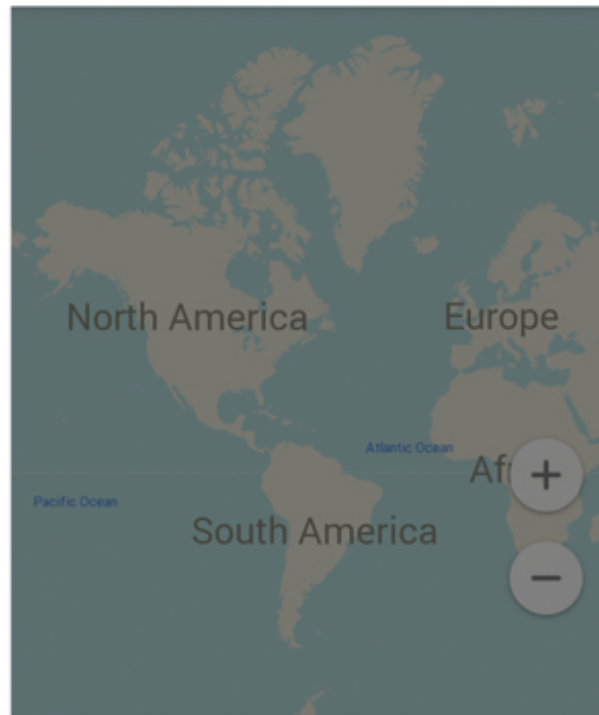 North America
Europe
Atlantic Ocean
Pacific Ocean
South America
+
−